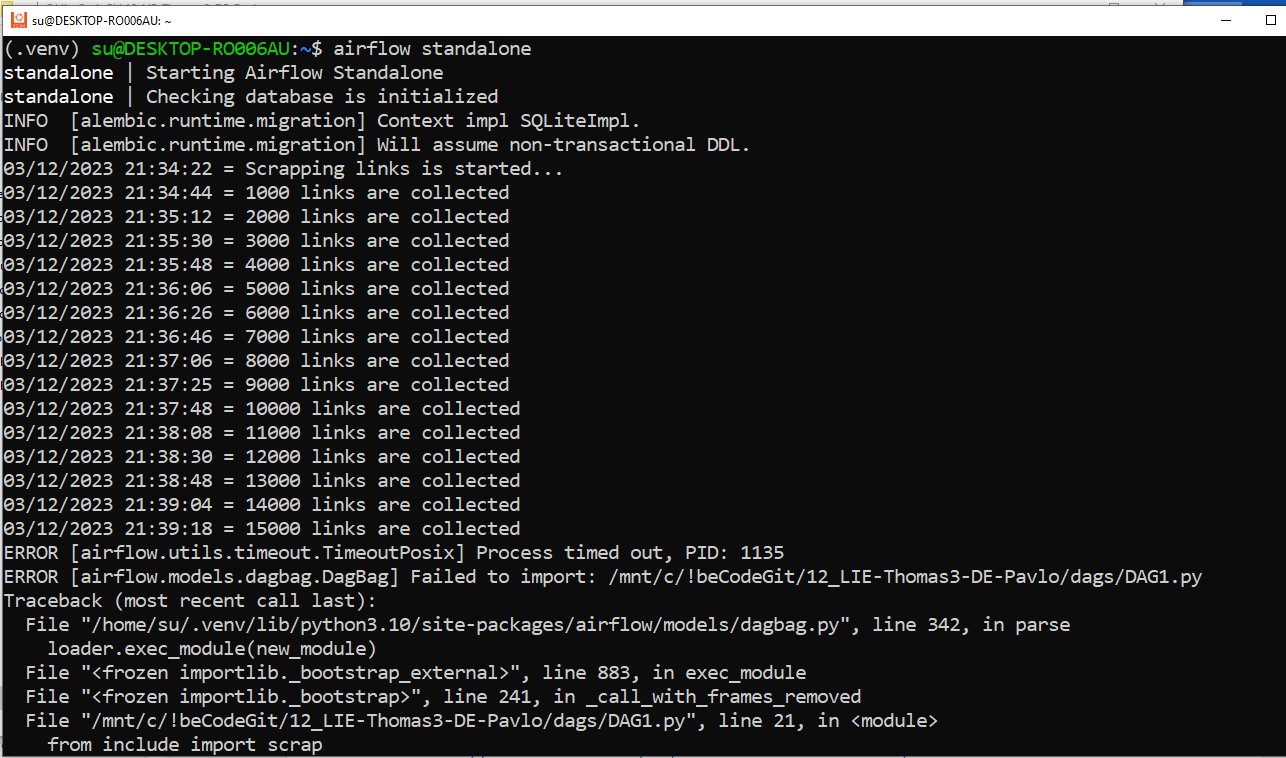 su@DESKTOP-RO006AU: ~
(.venv) su@DESKTOP-RO006AU:~$ airflow standalone
standalone | Starting Airflow Standalone
standalone | Checking database is initialized
INFO  [alembic.runtime.migration] Context impl SQLiteImpl.
INFO  [alembic.runtime.migration] Will assume non-transactional DDL.
03/12/2023 21:34:22 = Scrapping links is started...
03/12/2023 21:34:44 = 1000 links are collected
03/12/2023 21:35:12 = 2000 links are collected
03/12/2023 21:35:30 = 3000 links are collected
03/12/2023 21:35:48 = 4000 links are collected
03/12/2023 21:36:06 = 5000 links are collected
03/12/2023 21:36:26 = 6000 links are collected
03/12/2023 21:36:46 = 7000 links are collected
03/12/2023 21:37:06 = 8000 links are collected
03/12/2023 21:37:25 = 9000 links are collected
03/12/2023 21:37:48 = 10000 links are collected
03/12/2023 21:38:08 = 11000 links are collected
03/12/2023 21:38:30 = 12000 links are collected
03/12/2023 21:38:48 = 13000 links are collected
03/12/2023 21:39:04 = 14000 links are collected
03/12/2023 21:39:18 = 15000 links are collected
ERROR [airflow.utils.timeout.TimeoutPosix] Process timed out, PID: 1135
ERROR [airflow.models.dagbag.DagBag] Failed to import: /mnt/c/!beCodeGit/12_LIE-Thomas3-DE-Pavlo/dags/DAG1.py
Traceback (most recent call last):
  File "/home/su/.venv/lib/python3.10/site-packages/airflow/models/dagbag.py", line 342, in parse
    loader.exec_module(new_module)
  File "<frozen importlib._bootstrap_external>", line 883, in exec_module
  File "<frozen importlib._bootstrap>", line 241, in _call_with_frames_removed
  File "/mnt/c/!beCodeGit/12_LIE-Thomas3-DE-Pavlo/dags/DAG1.py", line 21, in <module>
    from include import scrap